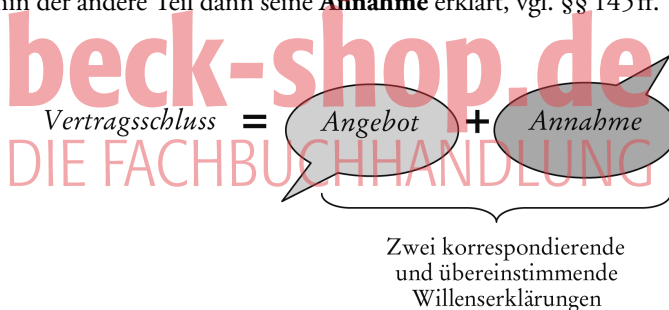 hin der andere Teil dann seine Annahme erklärt, vgl. §§ 145 ff.
beck-shop.de
Vertragsschluss = Angebot + Annahme
DIE FACHBUCHHANDLUNG
Zwei korrespondierende
und übereinstimmende
Willenserklärungen